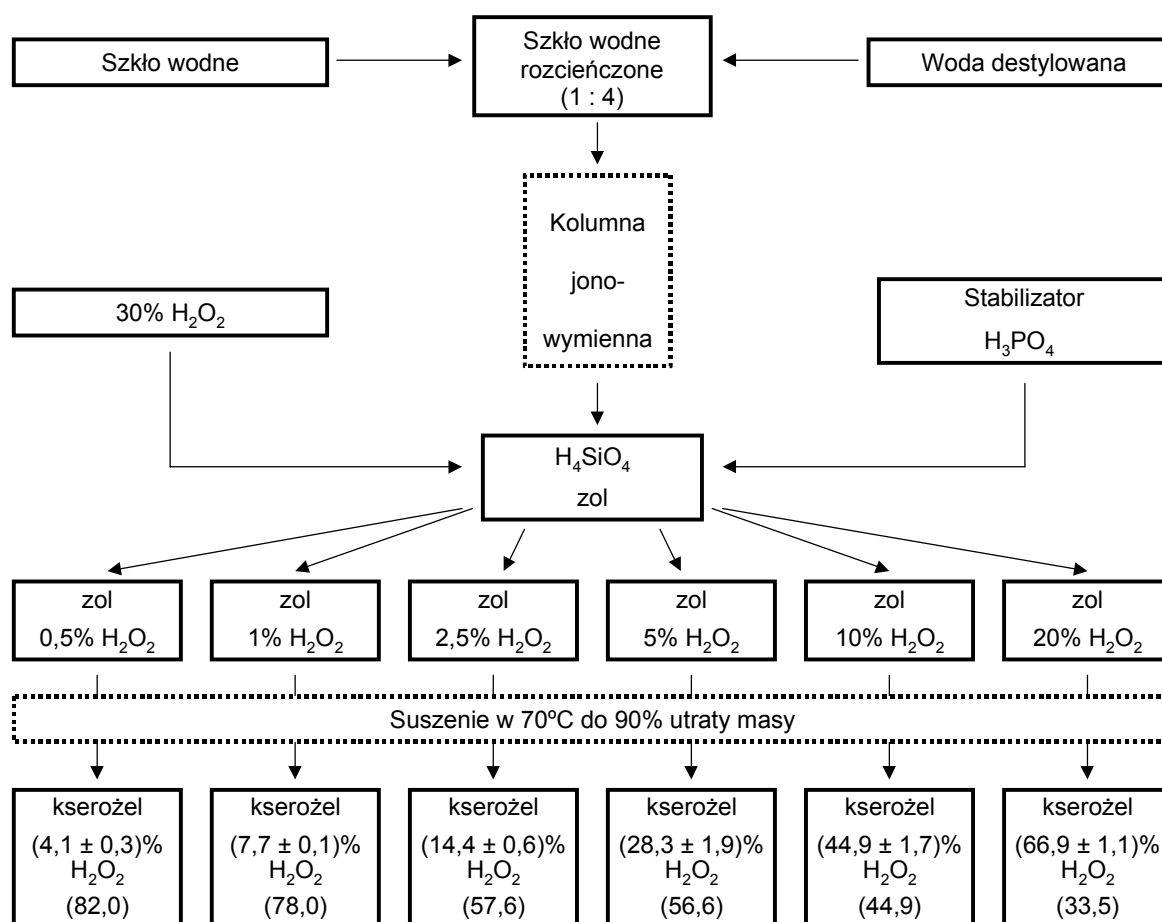 Szkło wodne
Szkło wodne
rozcieńczone
(1 : 4)
Woda destylowana
Kolumna
jono-
wymienna
30% H₂O₂
Stabilizator
H₃PO₄
H₄SiO₄
zol
zol
0,5% H₂O₂
zol
1% H₂O₂
zol
2,5% H₂O₂
zol
5% H₂O₂
zol
10% H₂O₂
zol
20% H₂O₂
Suszenie w 70ºC do 90% utraty masy
kserożel
(4,1 ± 0,3)%
H₂O₂
(82,0)
kserożel
(7,7 ± 0,1)%
H₂O₂
(78,0)
kserożel
(14,4 ± 0,6)%
H₂O₂
(57,6)
kserożel
(28,3 ± 1,9)%
H₂O₂
(56,6)
kserożel
(44,9 ± 1,7)%
H₂O₂
(44,9)
kserożel
(66,9 ± 1,1)%
H₂O₂
(33,5)